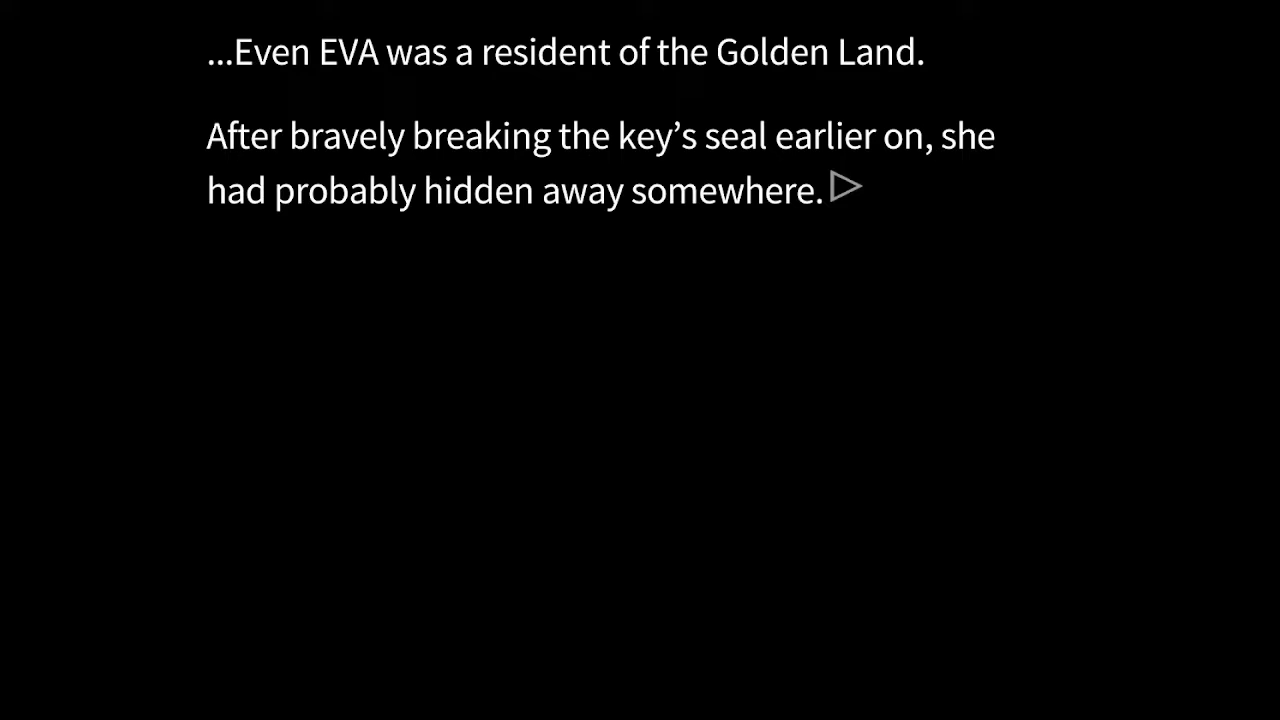 ...Even EVA was a resident of the Golden Land.
After bravely breaking the key’s seal earlier on, she
had probably hidden away somewhere.